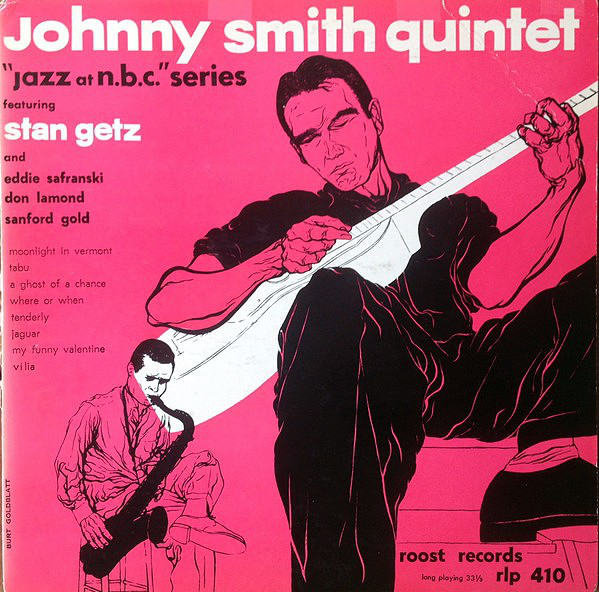 Johnny smith quintet
"jazz at n.b.c." series
featuring
stan getz
and
eddie safranski
don lamond
sanford gold
moonlight in vermont
tabu
a ghost of a chance
where or when
tenderly
jaguar
my funny valentine
vilia
BURT GOLDBLATT
roost records
long playing 33⅓ rlp 410